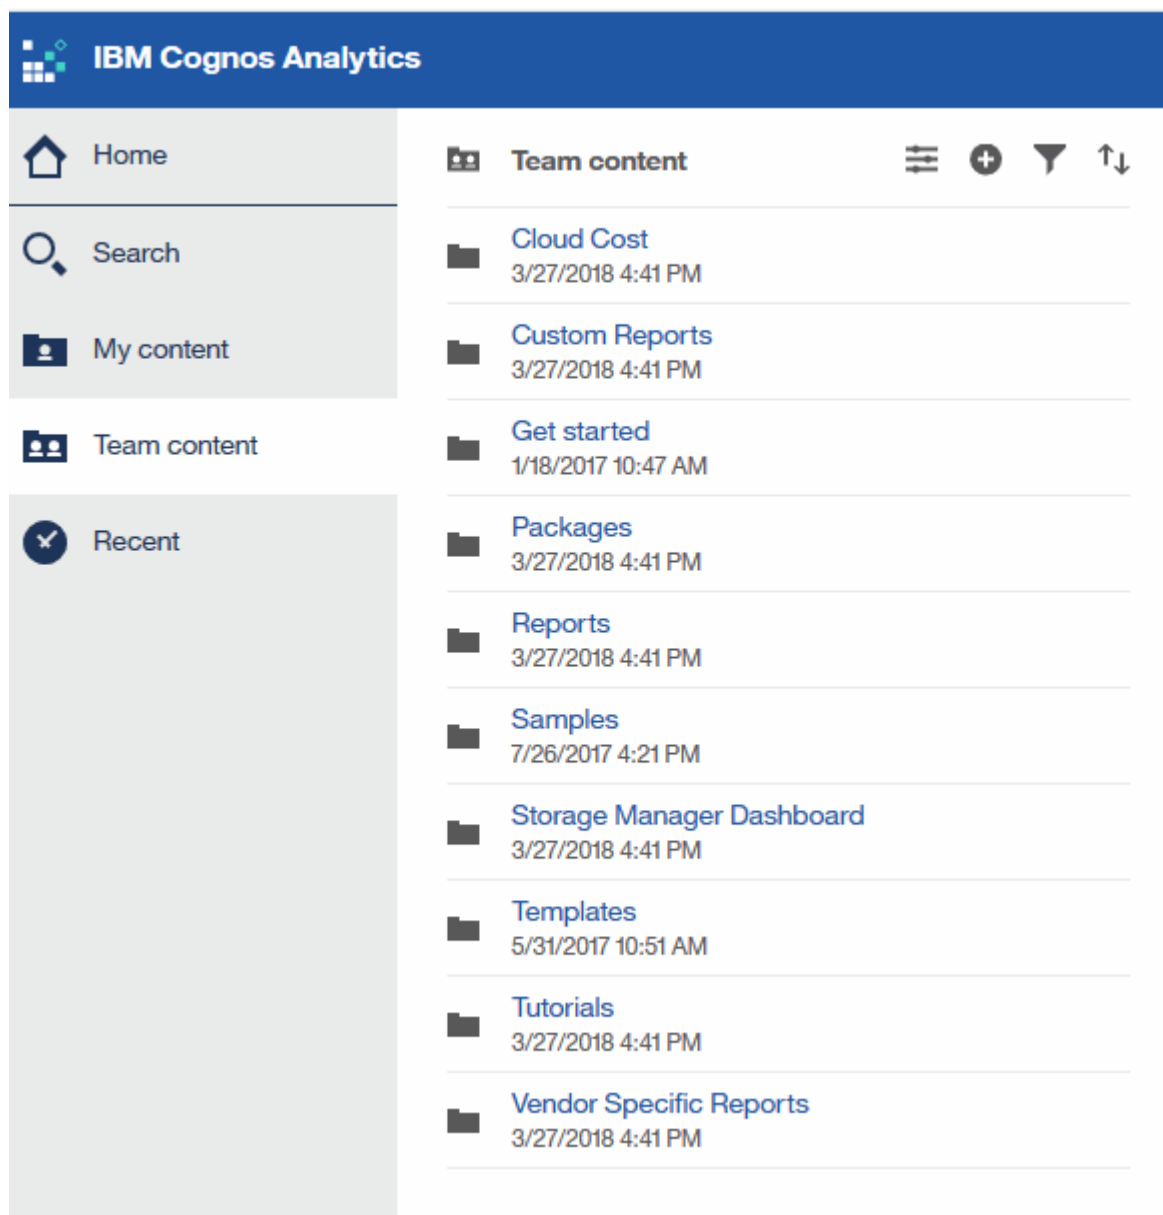 IBM Cognos Analytics
Home
Search
My content
Team content
Recent
Team content
Cloud Cost
3/27/2018 4:41 PM
Custom Reports
3/27/2018 4:41 PM
Get started
1/18/2017 10:47 AM
Packages
3/27/2018 4:41 PM
Reports
3/27/2018 4:41 PM
Samples
7/26/2017 4:21 PM
Storage Manager Dashboard
3/27/2018 4:41 PM
Templates
5/31/2017 10:51 AM
Tutorials
3/27/2018 4:41 PM
Vendor Specific Reports
3/27/2018 4:41 PM